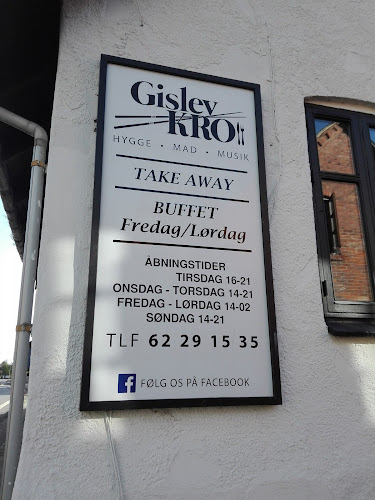 Gislev
KRO
HYGGE • MAD • MUSIK
TAKE AWAY
BUFFET
Fredag/Lørdag
ÅBNINGSTIDER
TIRSDAG 16-21
ONSDAG - TORSDAG 14-21
FREDAG - LØRDAG 14-02
SØNDAG 14-21
TLF 62 29 15 35
f FØLG OS PÅ FACEBOOK